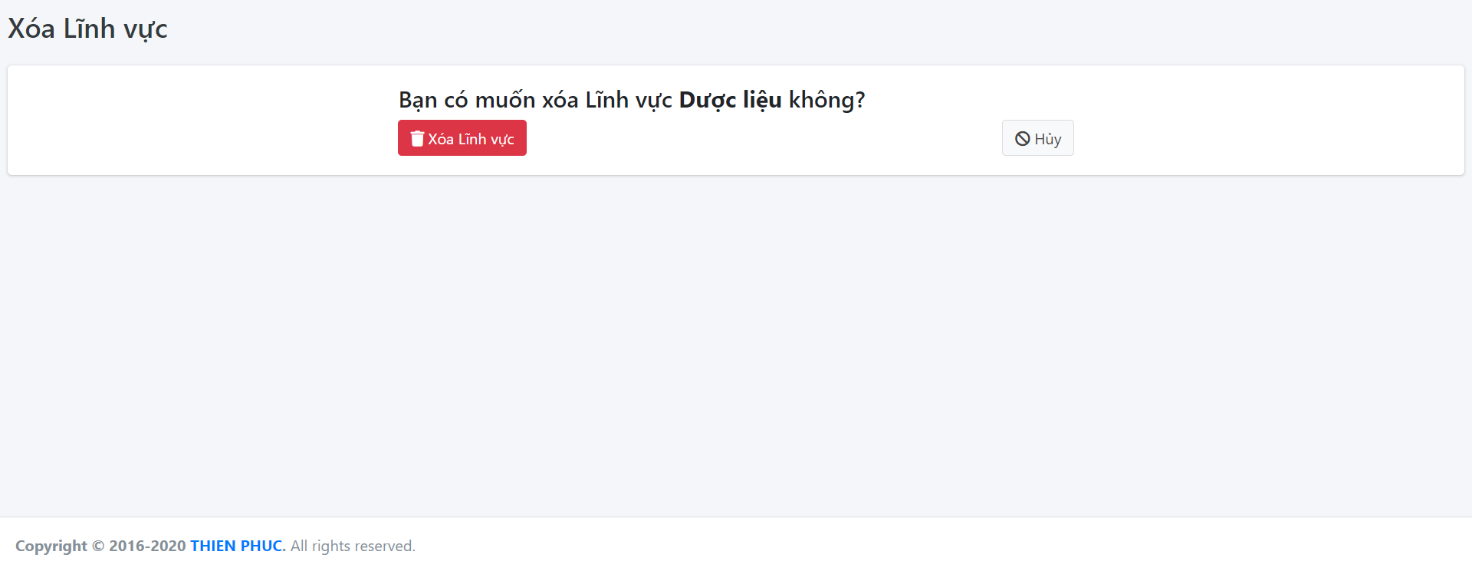 Xóa Lĩnh vực
Bạn có muốn xóa Lĩnh vực Dược liệu không?
Xóa Lĩnh vực
Hủy
Copyright © 2016-2020 THIEN PHUC. All rights reserved.